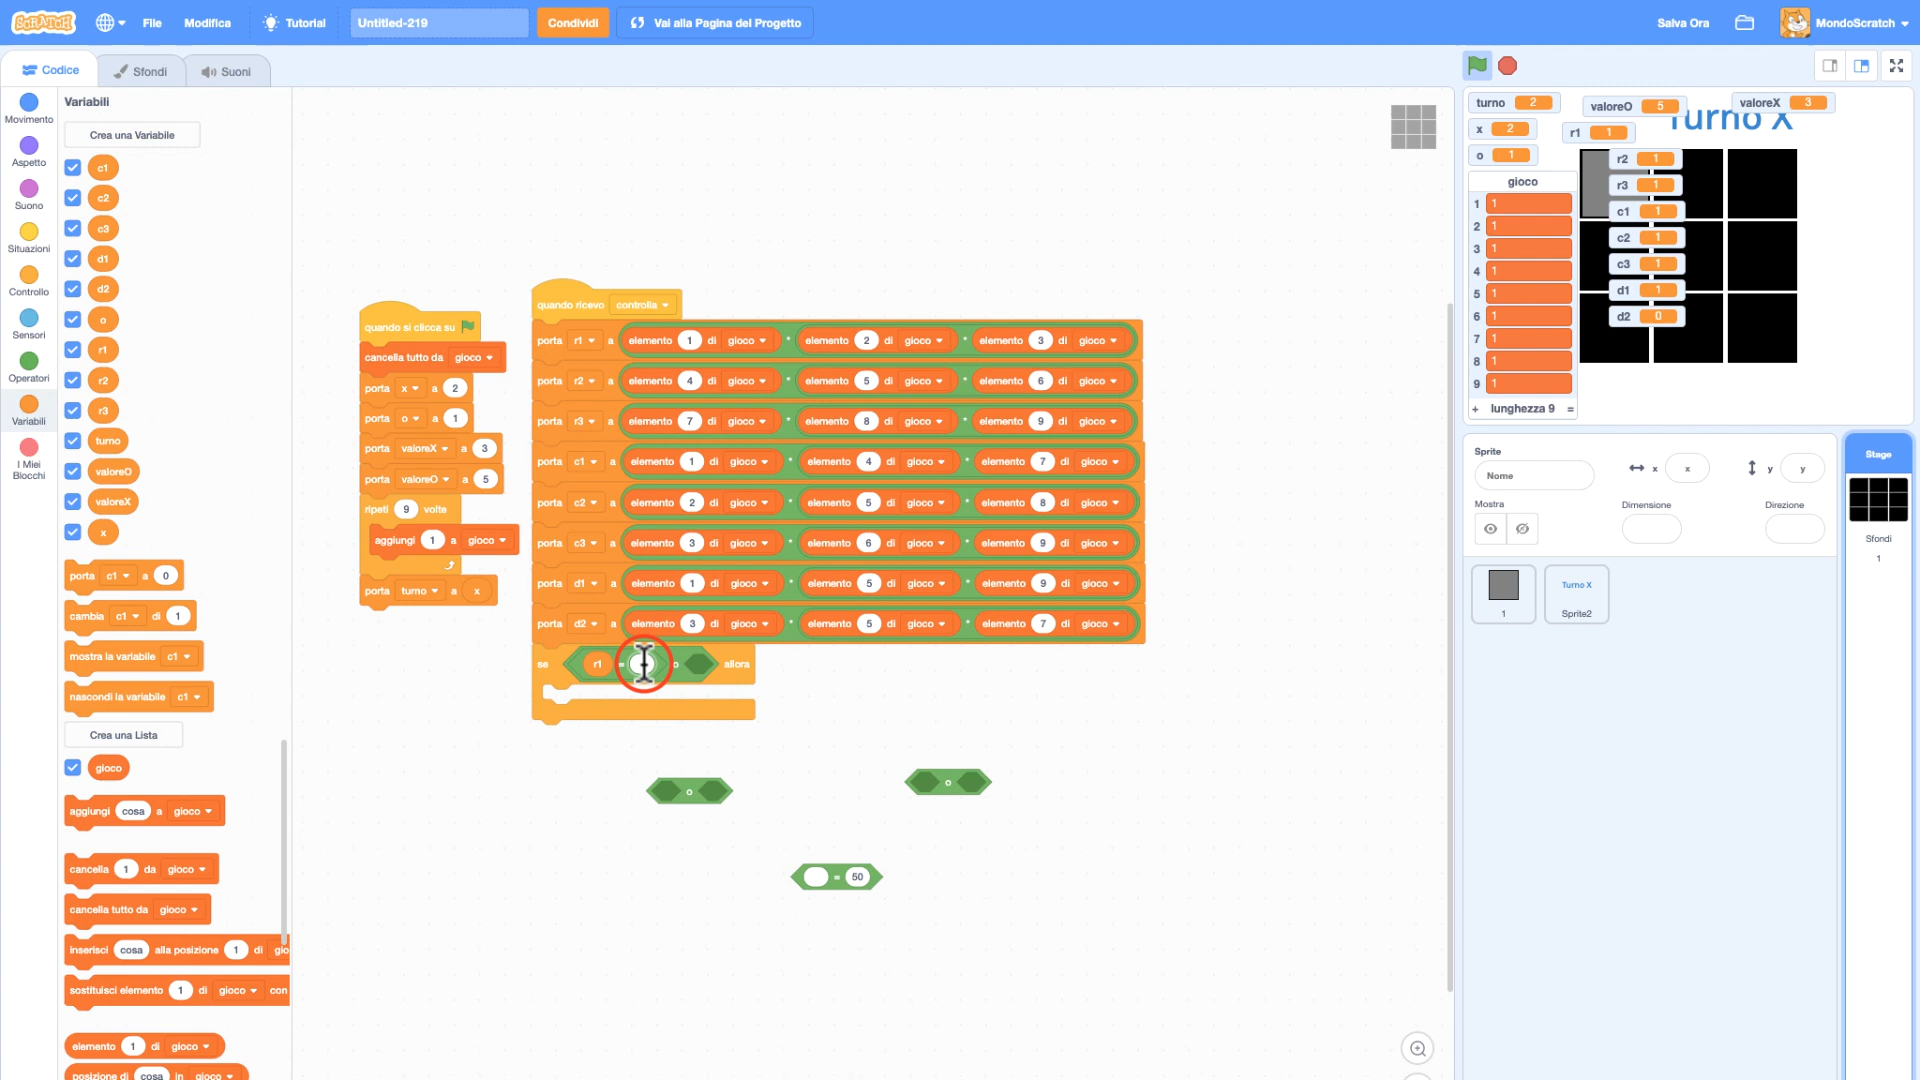 SCRATCH File Modifica Tutorial Untitled-219 Condividi Vai alla Pagina del Progetto Salva Ora MondoScratch
Codice Sfondi Suoni
Movimento
Aspetto
Suono
Situazioni
Controllo
Sensori
Operatori
Variabili
I Miei
Blocchi
Variabili
Crea una Variabile
c1
c2
c3
d1
d2
o
r1
r2
r3
turno
valoreO
valoreX
x
porta c1 a 0
cambia c1 di 1
mostra la variabile c1
nascondi la variabile c1
Crea una Lista
gioco
aggiungi cosa a gioco
cancella 1 da gioco
cancella tutto da gioco
inserisci cosa alla posizione 1 di gio
sostituisci elemento 1 di gioco con
elemento 1 di gioco
posizione di cosa in gioco
quando si clicca su
cancella tutto da gioco
porta x a 2
porta o a 1
porta valoreX a 3
porta valoreO a 5
ripeti 9 volte
aggiungi 1 a gioco
porta turno a x
quando ricevo controlla
porta r1 a elemento 1 di gioco * elemento 2 di gioco * elemento 3 di gioco
porta r2 a elemento 4 di gioco * elemento 5 di gioco * elemento 6 di gioco
porta r3 a elemento 7 di gioco * elemento 8 di gioco * elemento 9 di gioco
porta c1 a elemento 1 di gioco * elemento 4 di gioco * elemento 7 di gioco
porta c2 a elemento 2 di gioco * elemento 5 di gioco * elemento 8 di gioco
porta c3 a elemento 3 di gioco * elemento 6 di gioco * elemento 9 di gioco
porta d1 a elemento 1 di gioco * elemento 5 di gioco * elemento 9 di gioco
porta d2 a elemento 3 di gioco * elemento 5 di gioco * elemento 7 di gioco
se r1 = o allora
o
o
= 50
turno 2 valoreO 5 valoreX 3
Turno X
x 2 r1 1
o 1
r2 1
r3 1
c1 1
c2 1
c3 1
d1 1
d2 0
gioco
1 1
2 1
3 1
4 1
5 1
6 1
7 1
8 1
9 1
+ lunghezza 9 =
Sprite
Nome x x y y
Mostra Dimensione Direzione
1
Turno X
Sprite2
Stage
Sfondi
1